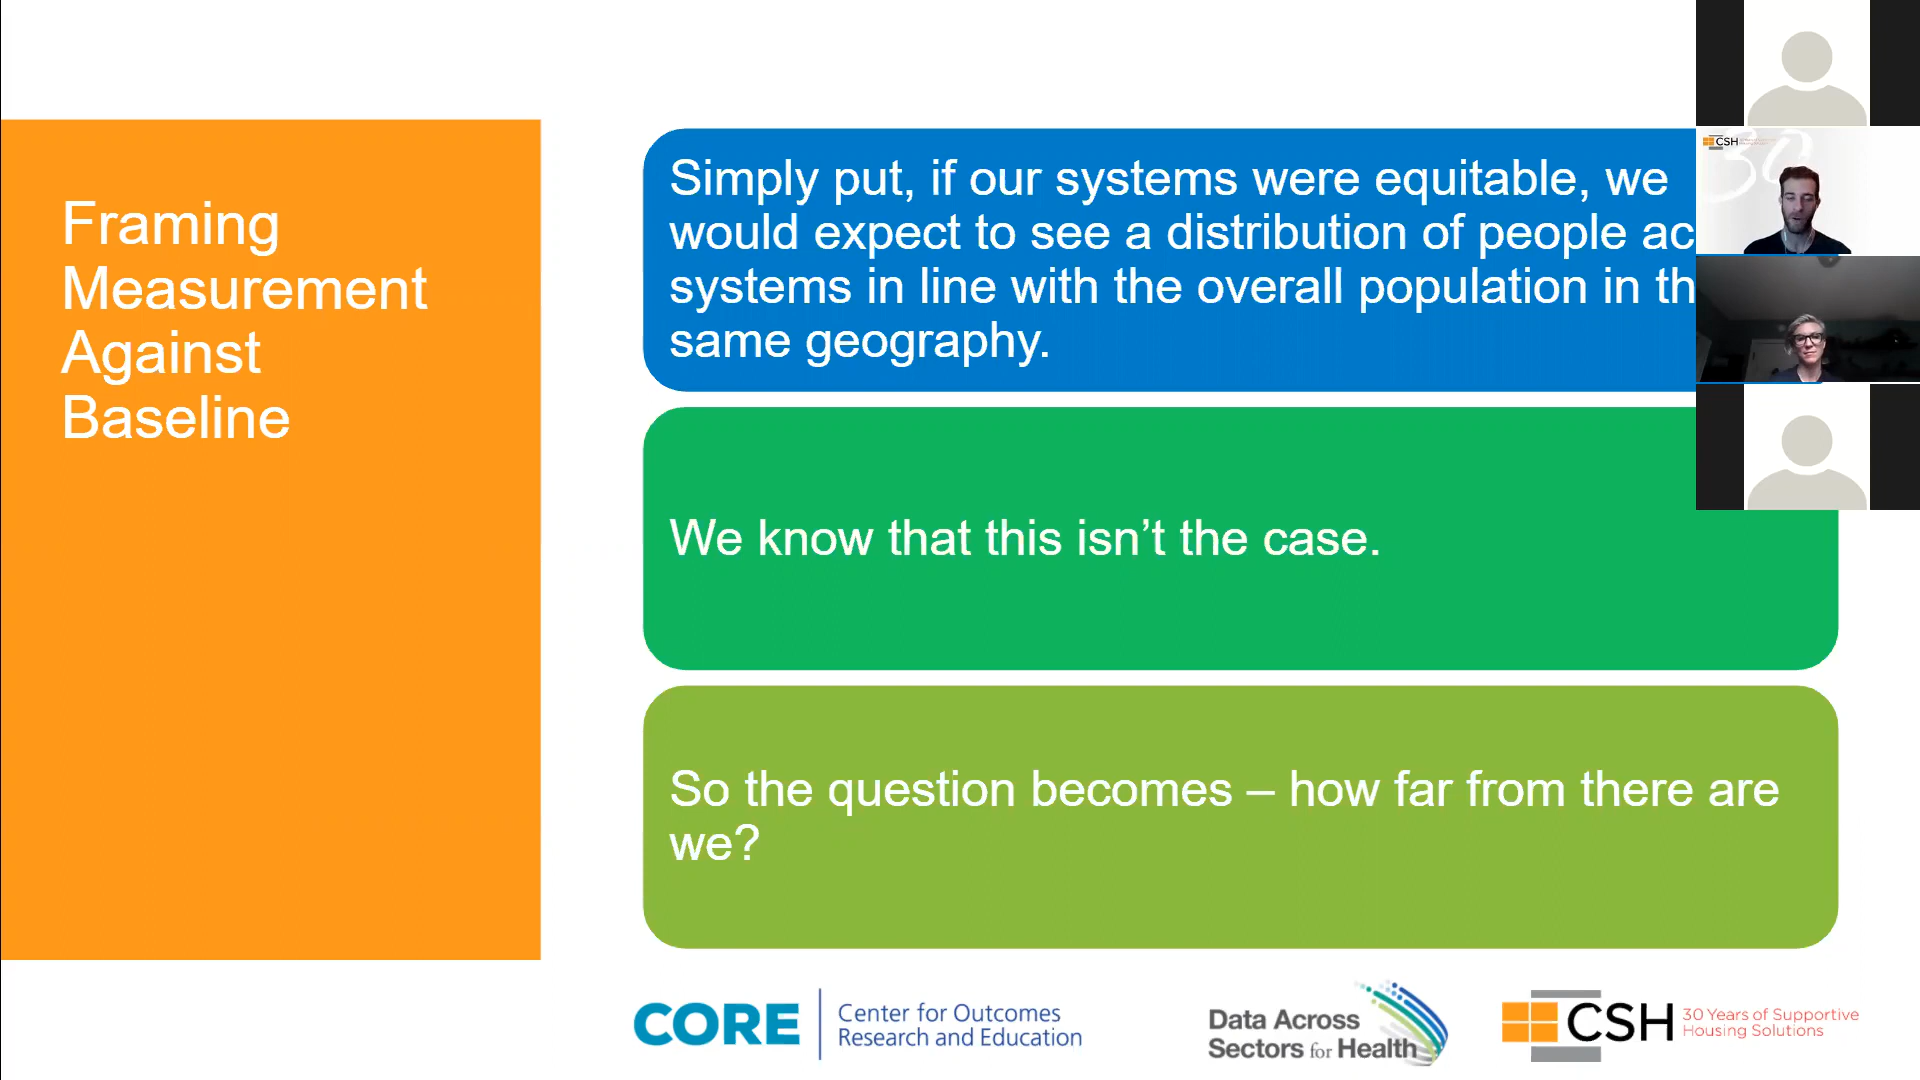 Framing
Measurement
Against
Baseline
Simply put, if our systems were equitable, we
would expect to see a distribution of people ac
systems in line with the overall population in th
same geography.
We know that this isn’t the case.
So the question becomes – how far from there are
we?
CSH
30
CORE
Center for Outcomes
Research and Education
Data Across
Sectors for Health
CSH
30 Years of Supportive
Housing Solutions